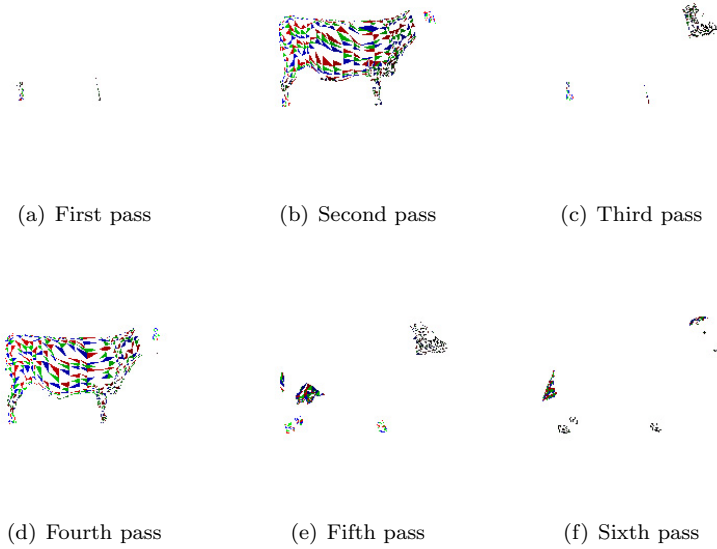 (a) First pass
(b) Second pass
(c) Third pass
(d) Fourth pass
(e) Fifth pass
(f) Sixth pass